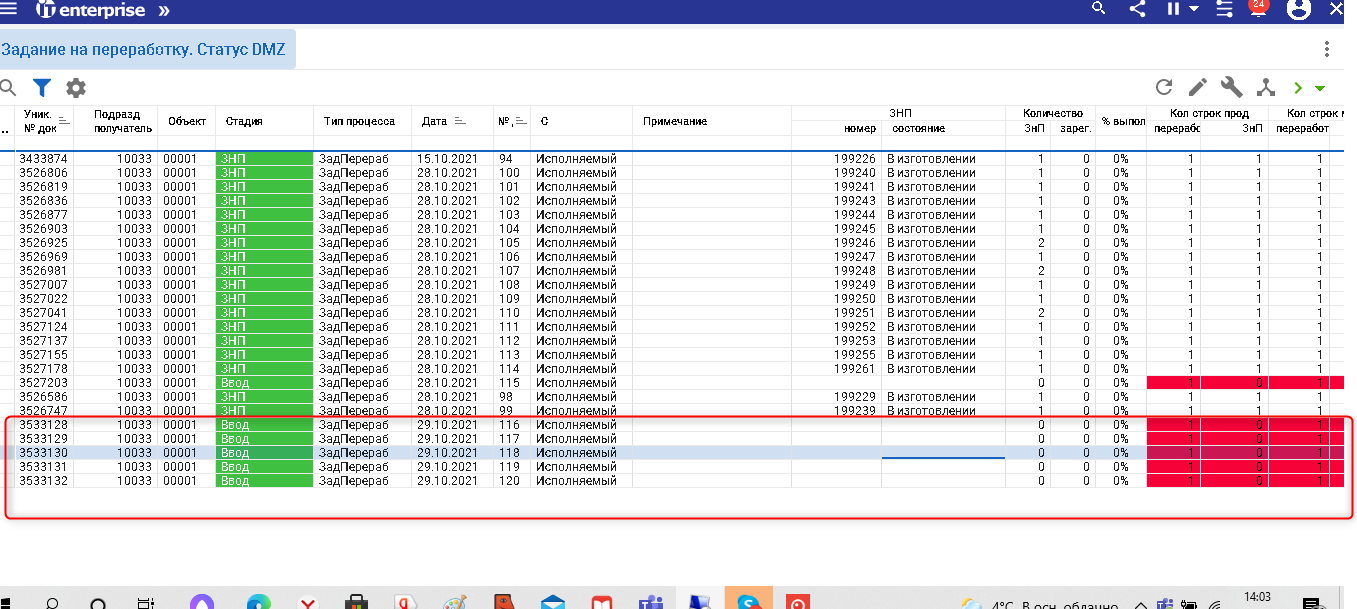 enterprise »
24
Задание на переработку. Статус DMZ
Уник. № док Подразд получатель Объект Стадия Тип процесса Дата № С Примечание ЗНП номер состояние Количество ЗнП зарег. % выпол Кол строк прод перерабо ЗНП Кол строк переработ
3433874 10033 00001 ЗНП ЗадПерераб 15.10.2021 94 Исполняемый 199226 В изготовлении 1 0 0% 1 1 1
3526806 10033 00001 ЗНП ЗадПерераб 28.10.2021 100 Исполняемый 199240 В изготовлении 1 0 0% 1 1 1
3526819 10033 00001 ЗНП ЗадПерераб 28.10.2021 101 Исполняемый 199241 В изготовлении 1 0 0% 1 1 1
3526836 10033 00001 ЗНП ЗадПерераб 28.10.2021 102 Исполняемый 199243 В изготовлении 1 0 0% 1 1 1
3526877 10033 00001 ЗНП ЗадПерераб 28.10.2021 103 Исполняемый 199244 В изготовлении 1 0 0% 1 1 1
3526903 10033 00001 ЗНП ЗадПерераб 28.10.2021 104 Исполняемый 199245 В изготовлении 1 0 0% 1 1 1
3526925 10033 00001 ЗНП ЗадПерераб 28.10.2021 105 Исполняемый 199246 В изготовлении 2 0 0% 1 1 1
3526969 10033 00001 ЗНП ЗадПерераб 28.10.2021 106 Исполняемый 199247 В изготовлении 1 0 0% 1 1 1
3526981 10033 00001 ЗНП ЗадПерераб 28.10.2021 107 Исполняемый 199248 В изготовлении 2 0 0% 1 1 1
3527007 10033 00001 ЗНП ЗадПерераб 28.10.2021 108 Исполняемый 199249 В изготовлении 1 0 0% 1 1 1
3527022 10033 00001 ЗНП ЗадПерераб 28.10.2021 109 Исполняемый 199250 В изготовлении 1 0 0% 1 1 1
3527041 10033 00001 ЗНП ЗадПерераб 28.10.2021 110 Исполняемый 199251 В изготовлении 2 0 0% 1 1 1
3527124 10033 00001 ЗНП ЗадПерераб 28.10.2021 111 Исполняемый 199252 В изготовлении 1 0 0% 1 1 1
3527137 10033 00001 ЗНП ЗадПерераб 28.10.2021 112 Исполняемый 199253 В изготовлении 1 0 0% 1 1 1
3527155 10033 00001 ЗНП ЗадПерераб 28.10.2021 113 Исполняемый 199255 В изготовлении 1 0 0% 1 1 1
3527178 10033 00001 ЗНП ЗадПерераб 28.10.2021 114 Исполняемый 199261 В изготовлении 1 0 0% 1 1 1
3527203 10033 00001 Ввод ЗадПерераб 28.10.2021 115 Исполняемый 0 0 0% 1 0 1
3526586 10033 00001 ЗНП ЗадПерераб 28.10.2021 98 Исполняемый 199229 В изготовлении 1 0 0% 1 1 1
3526747 10033 00001 ЗНП ЗадПерераб 28.10.2021 99 Исполняемый 199239 В изготовлении 1 0 0% 1 1 1
3533128 10033 00001 Ввод ЗадПерераб 29.10.2021 116 Исполняемый 0 0 0% 1 0 1
3533129 10033 00001 Ввод ЗадПерераб 29.10.2021 117 Исполняемый 0 0 0% 1 0 1
3533130 10033 00001 Ввод ЗадПерераб 29.10.2021 118 Исполняемый 0 0 0% 1 0 1
3533131 10033 00001 Ввод ЗадПерераб 29.10.2021 119 Исполняемый 0 0 0% 1 0 1
3533132 10033 00001 Ввод ЗадПерераб 29.10.2021 120 Исполняемый 0 0 0% 1 0 1
4°C В осн. облачно 14:03